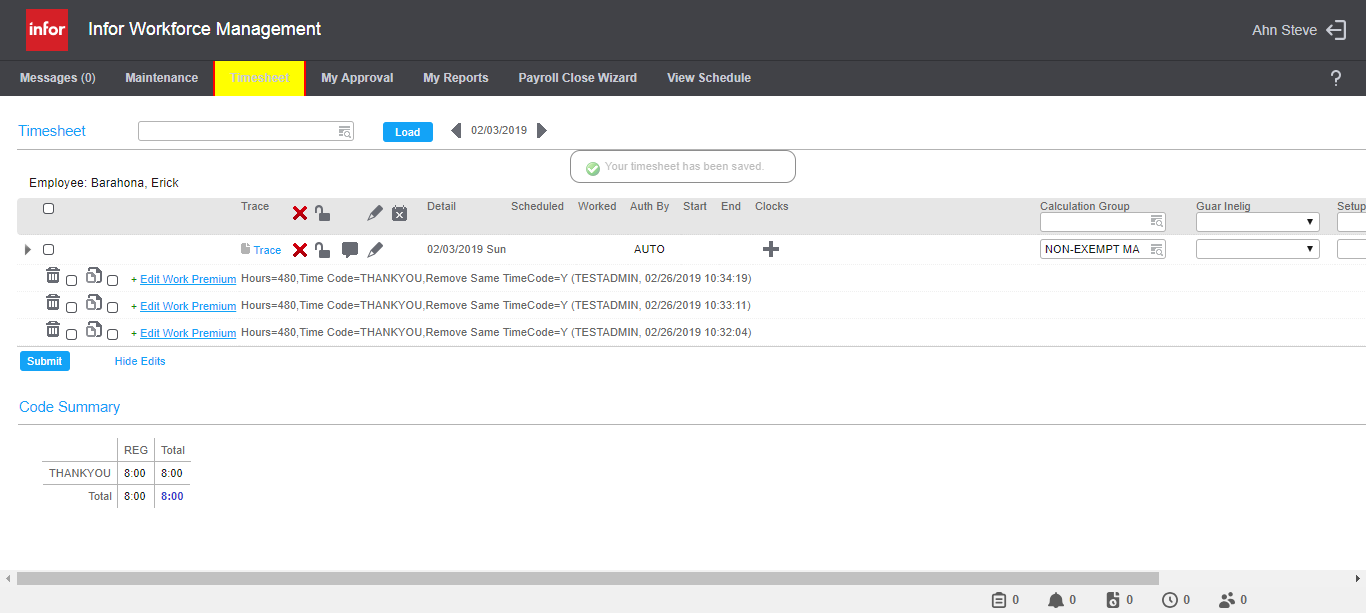 infor Infor Workforce Management Ahn Steve
Messages (0) Maintenance Timesheet My Approval My Reports Payroll Close Wizard View Schedule ?
Timesheet Load 02/03/2019
Your timesheet has been saved.
Employee: Barahona, Erick
Trace Detail Scheduled Worked Auth By Start End Clocks Calculation Group Guar Inelig Setup
Trace 02/03/2019 Sun AUTO NON-EXEMPT MA
+ Edit Work Premium Hours=480,Time Code=THANKYOU,Remove Same TimeCode=Y (TESTADMIN, 02/26/2019 10:34:19)
+ Edit Work Premium Hours=480,Time Code=THANKYOU,Remove Same TimeCode=Y (TESTADMIN, 02/26/2019 10:33:11)
+ Edit Work Premium Hours=480,Time Code=THANKYOU,Remove Same TimeCode=Y (TESTADMIN, 02/26/2019 10:32:04)
Submit Hide Edits
Code Summary
REG Total
THANKYOU 8:00 8:00
Total 8:00 8:00
0 0 0 0 0